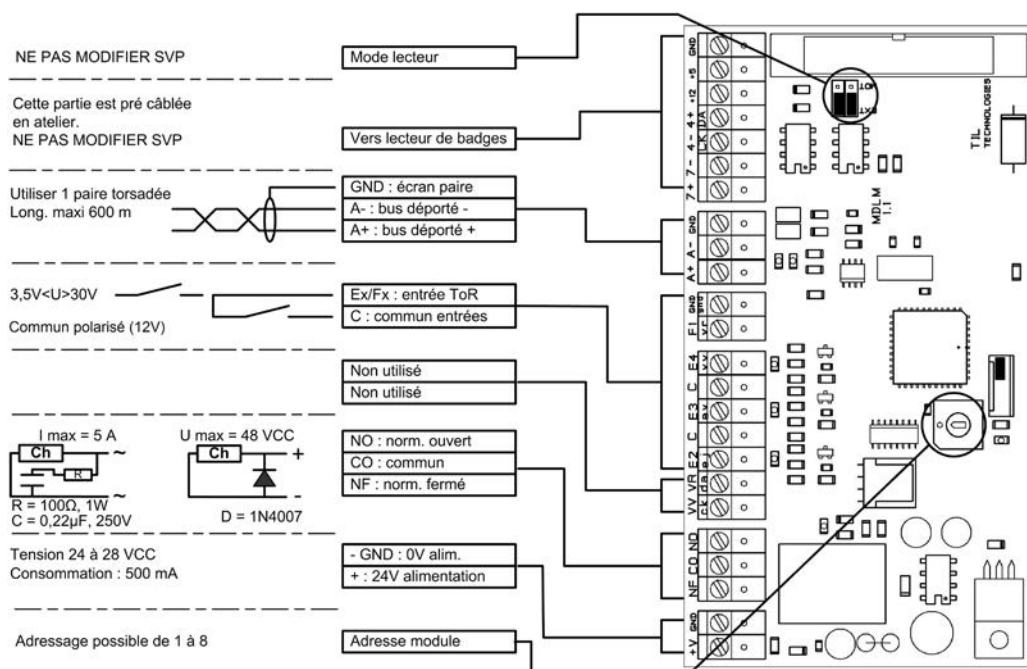 NE PAS MODIFIER SVP
Mode lecteur
Cette partie est pré câblée
en atelier.
NE PAS MODIFIER SVP
Vers lecteur de badges
Utiliser 1 paire torsadée
Long. maxi 600 m
GND : écran paire
A- : bus déporté -
A+ : bus déporté +
3,5V<U>30V
Commun polarisé (12V)
Ex/Fx : entrée ToR
C : commun entrées
Non utilisé
Non utilisé
I max = 5 A
Ch
~
R
~
R = 100Ω, 1W
C = 0,22µF, 250V
U max = 48 VCC
Ch
+
-
D = 1N4007
NO : norm. ouvert
CO : commun
NF : norm. fermé
Tension 24 à 28 VCC
Consommation : 500 mA
- GND : 0V alim.
+ : 24V alimentation
Adressage possible de 1 à 8
Adresse module
GND
+5
+12
4+ DA
4-
7-
7+
GND
A-
A+
GND
F1
E4
C
E3
C
E2
VR da
VV ck
NO
CO
NF
GND
+V
EXT
TIL
TECHNOLOGIES
MDLM
1.1